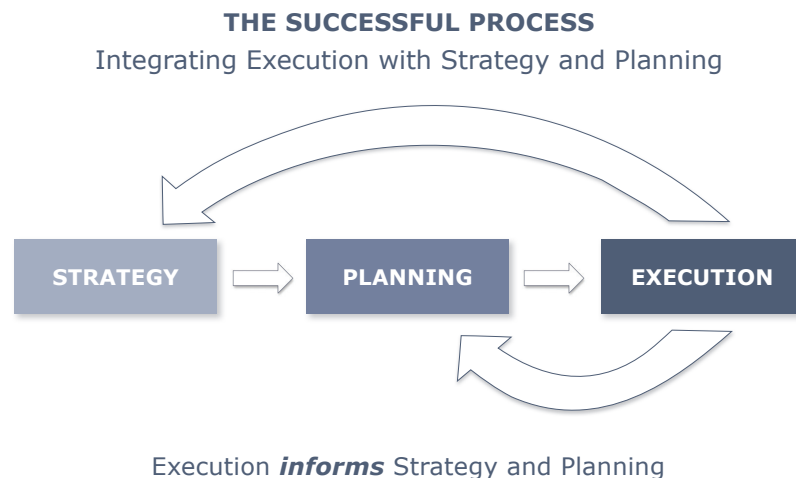 THE SUCCESSFUL PROCESS
Integrating Execution with Strategy and Planning
STRATEGY
PLANNING
EXECUTION
Execution informs Strategy and Planning